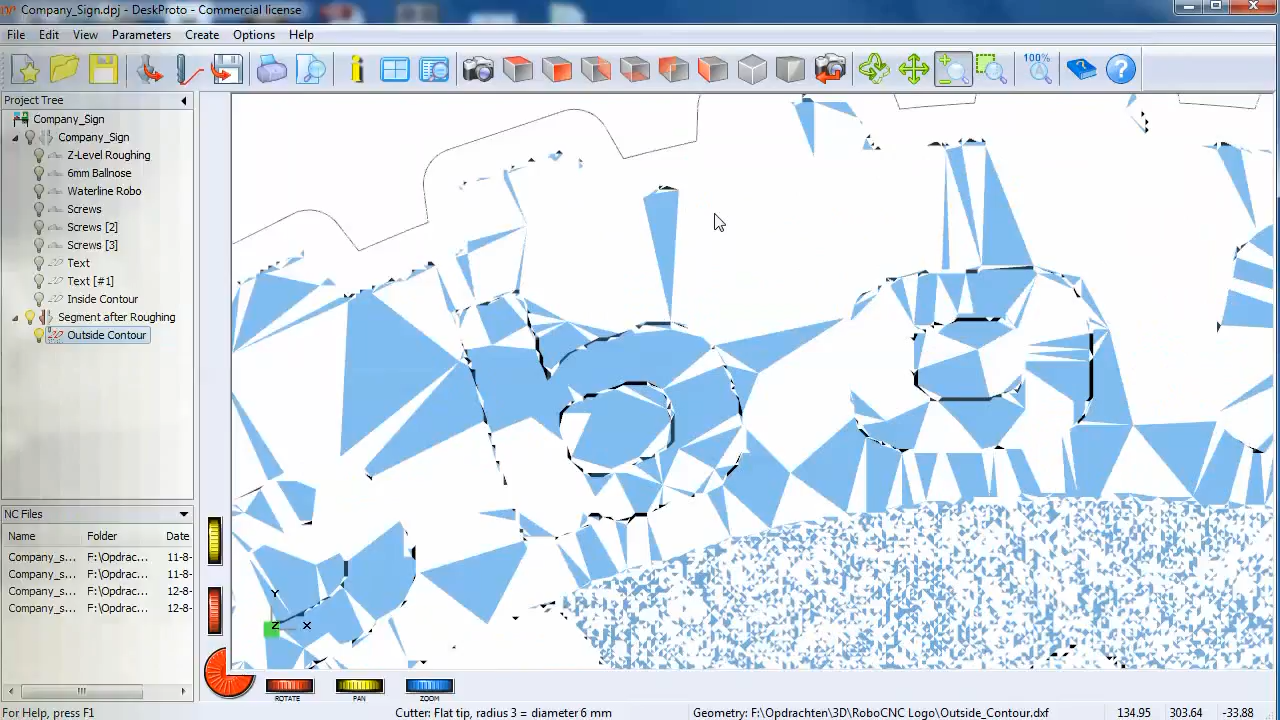 Company_Sign.dpj - DeskProto - Commercial license
File Edit View Parameters Create Options Help
100%
Project Tree
Company_Sign
Company_Sign
Z-Level Roughing
6mm Ballnose
Waterline Robo
Screws
Screws [2]
Screws [3]
Text
Text [#1]
Inside Contour
Segment after Roughing
Outside Contour
NC Files
Name Folder Date
Company_s... F:\Opdrac... 11-8-
Company_s... F:\Opdrac... 11-8-
Company_s... F:\Opdrac... 12-8-
Company_s... F:\Opdrac... 12-8-
Y
Z X
ROTATE PAN ZOOM
For Help, press F1 Cutter: Flat tip, radius 3 = diameter 6 mm Geometry: F:\Opdrachten\3D\RoboCNC Logo\Outside_Contour.dxf 134.95 303.64 -33.88